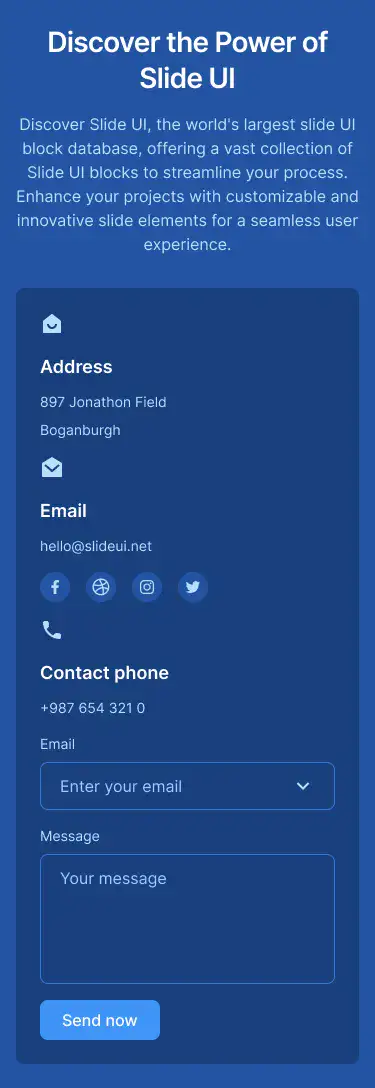 Discover the Power of
Slide UI
Discover Slide UI, the world's largest slide UI
block database, offering a vast collection of
Slide UI blocks to streamline your process.
Enhance your projects with customizable and
innovative slide elements for a seamless user
experience.
Address
897 Jonathon Field
Boganburgh
Email
hello@slideui.net
Contact phone
+987 654 321 0
Email
Enter your email
Message
Your message
Send now